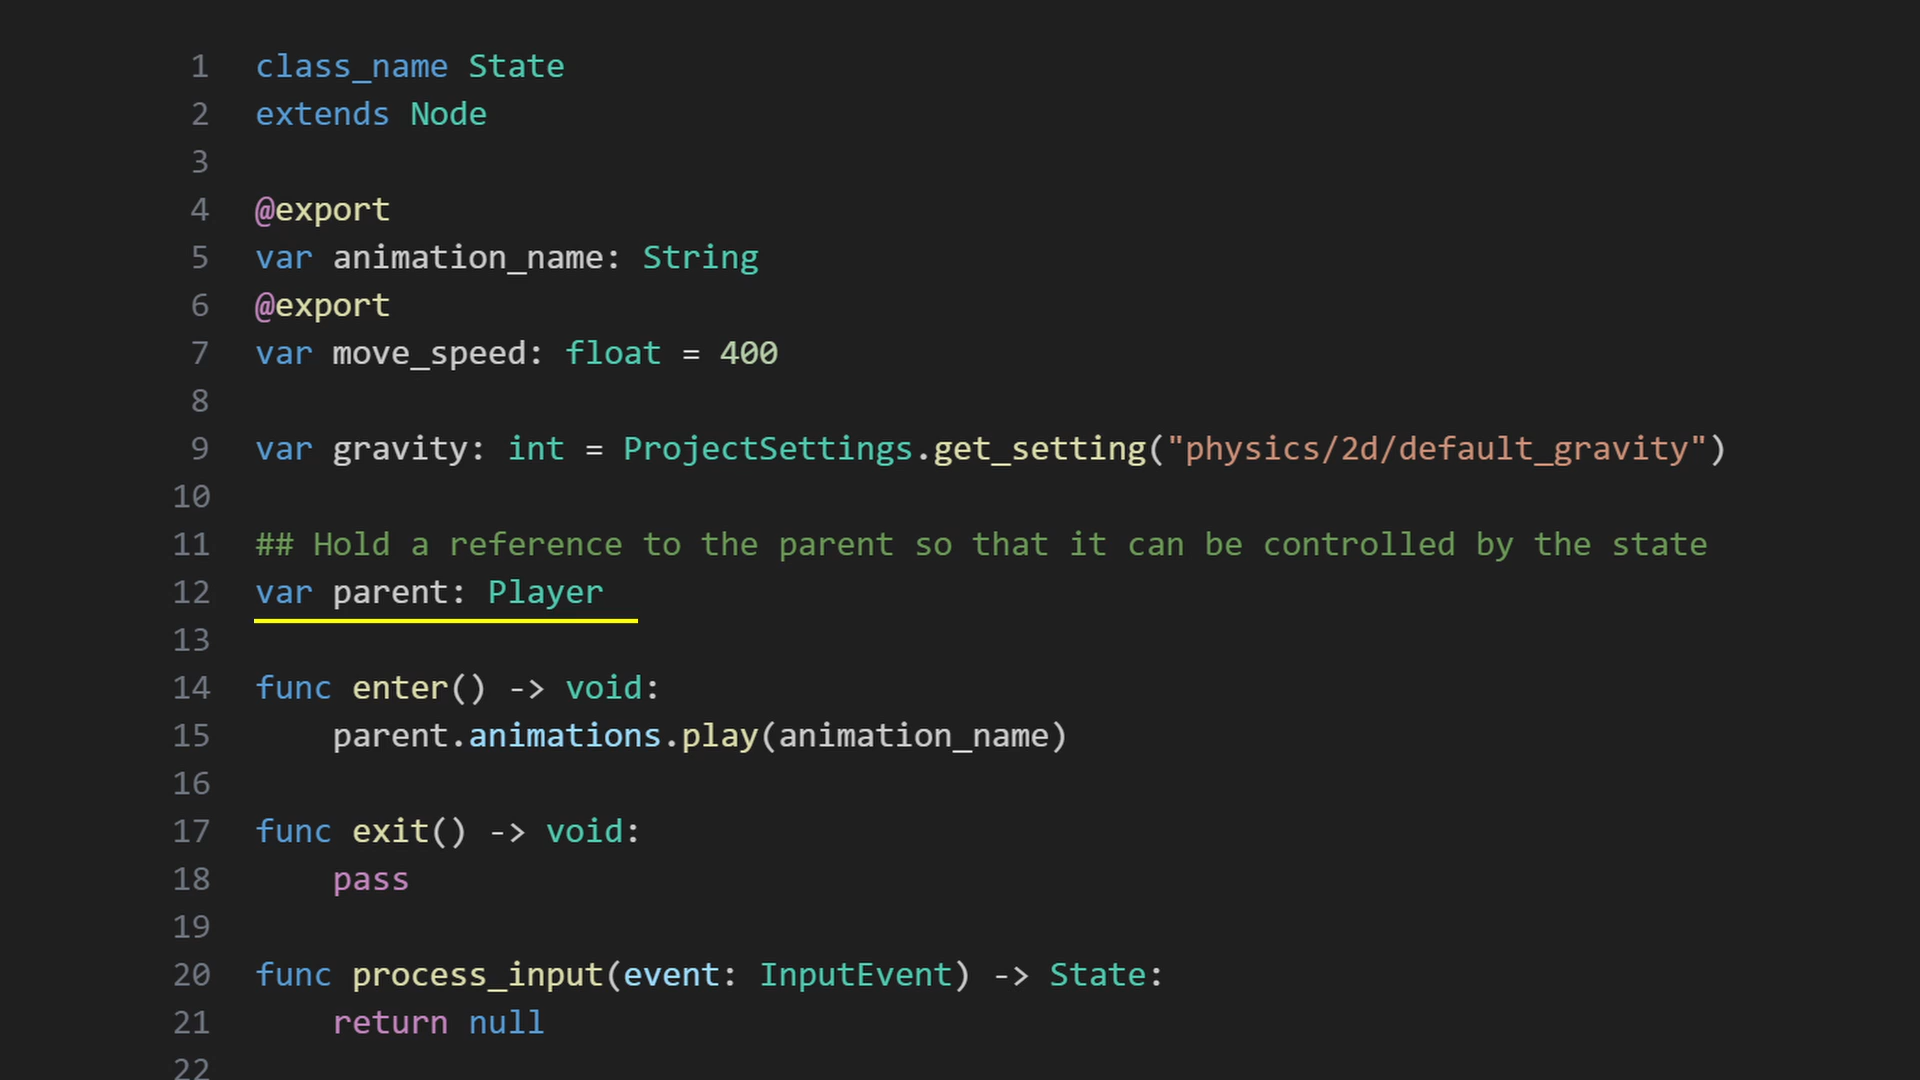 1 class_name State
2 extends Node
3
4 @export
5 var animation_name: String
6 @export
7 var move_speed: float = 400
8
9 var gravity: int = ProjectSettings.get_setting("physics/2d/default_gravity")
10
11 ## Hold a reference to the parent so that it can be controlled by the state
12 var parent: Player
13
14 func enter() -> void:
15     parent.animations.play(animation_name)
16
17 func exit() -> void:
18     pass
19
20 func process_input(event: InputEvent) -> State:
21     return null
22